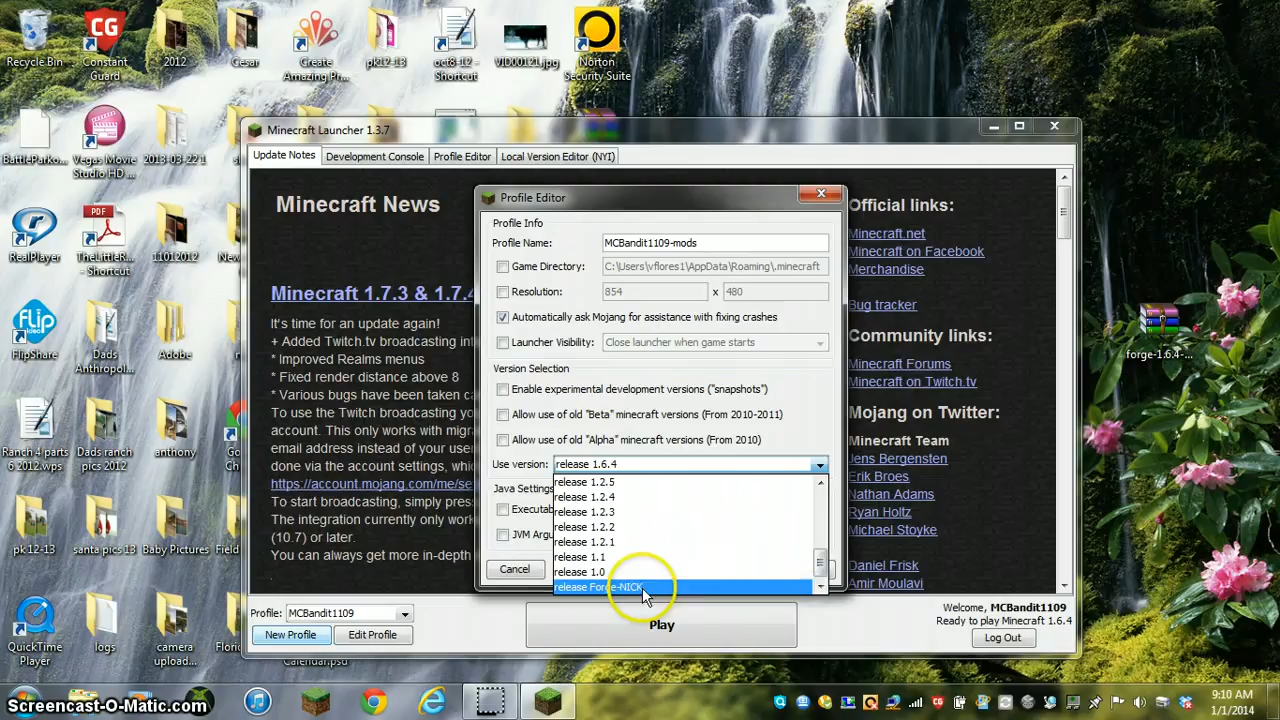 Recycle Bin
Constant
Guard
2012
Cesar
Create
Amazing Ph...
pk12-13
oct8-12 -
Shortcut
VID00121.jpg
Norton
Security Suite
Minecraft Launcher 1.3.7
Update Notes
Development Console
Profile Editor
Local Version Editor (NYI)
BattleParko...
Vegas Movie
Studio HD ...
2013-03-221
Minecraft News
Minecraft 1.7.3 & 1.7.4
It's time for an update again!
+ Added Twitch.tv broadcasting int
* Improved Realms menus
* Fixed render distance above 8
* Various bugs have been taken ca
To use the Twitch broadcasting yo
account. This only works with migra
email address instead of your user
done via the account settings, whic
https://account.mojang.com/me/se
To start broadcasting, simply press
The integration currently only work
(10.7) or later.
You can always get more in-depth
Profile Editor
Profile Info
Profile Name:
MCBandit1109-mods
Game Directory:
C:\Users\vflores1\AppData\Roaming\.minecraft
Resolution:
854
x
480
Automatically ask Mojang for assistance with fixing crashes
Launcher Visibility:
Close launcher when game starts
Version Selection
Enable experimental development versions ("snapshots")
Allow use of old "Beta" minecraft versions (From 2010-2011)
Allow use of old "Alpha" minecraft versions (From 2010)
Use version:
release 1.6.4
release 1.2.5
release 1.2.4
release 1.2.3
release 1.2.2
release 1.2.1
release 1.1
release 1.0
release Forge-NICK
Java Settings
Executab
JVM Argu
Cancel
Official links:
Minecraft.net
Minecraft on Facebook
Merchandise
Bug tracker
Community links:
Minecraft Forums
Minecraft on Twitch.tv
Mojang on Twitter:
Minecraft Team
Jens Bergensten
Erik Broes
Nathan Adams
Ryan Holtz
Michael Stoyke
Daniel Frisk
Amir Moulavi
Profile:
MCBandit1109
New Profile
Edit Profile
Play
Welcome, MCBandit1109
Ready to play Minecraft 1.6.4
Log Out
RealPlayer
PDF
TheLittleR...
- Shortcut
11012012
FlipShare
Dads
Anthropol...
Adobe
forge-1.6.4-...
Ranch 4 parts
6 2012.wps
Dads ranch
pics 2012
anthony
pk 12-13
santa pics 13
Baby Pictures
QuickTime
Player
logs
camera
upload...
Calendar.psd
Screencast-O-Matic.com
9:10 AM
1/1/2014